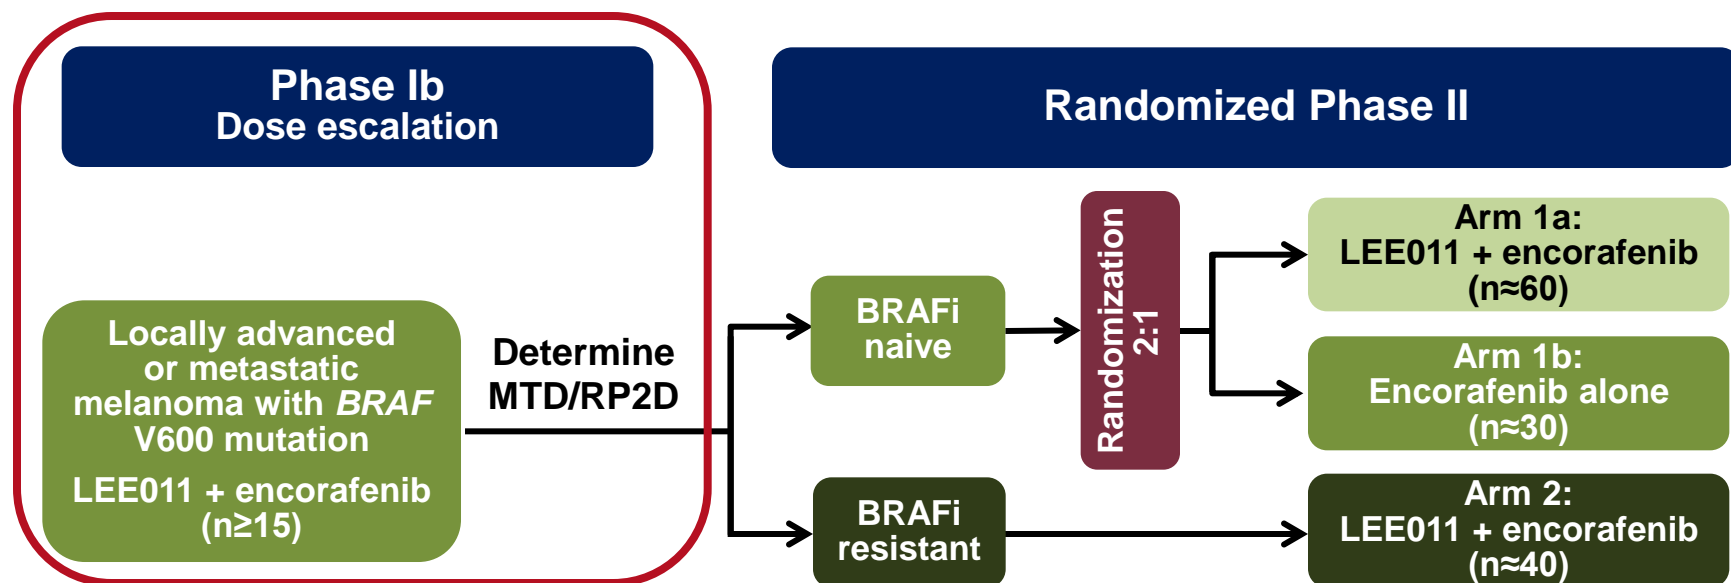 Phase Ib
Dose escalation
Randomized Phase II
Locally advanced
or metastatic
melanoma with BRAF
V600 mutation
LEE011 + encorafenib
(n≥15)
Determine
MTD/RP2D
BRAFi
naive
BRAFi
resistant
Randomization
2:1
Arm 1a:
LEE011 + encorafenib
(n≈60)
Arm 1b:
Encorafenib alone
(n≈30)
Arm 2:
LEE011 + encorafenib
(n≈40)